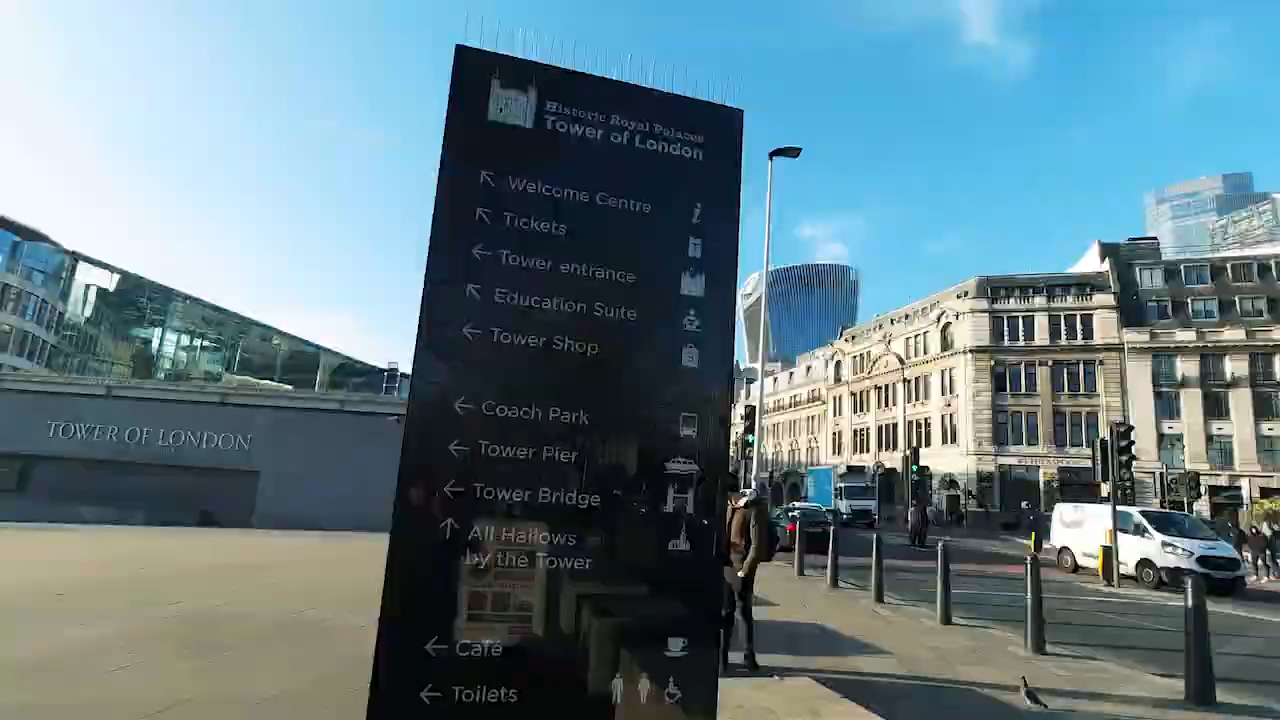 Historic Royal Palaces
Tower of London
Welcome Centre
Tickets
Tower entrance
Education Suite
Tower Shop
Coach Park
Tower Pier
Tower Bridge
All Hallows
by the Tower
Café
Toilets
TOWER OF LONDON